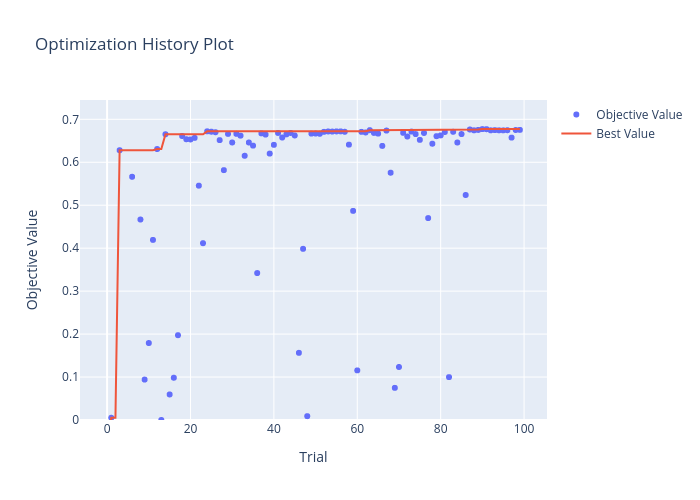 Optimization History Plot
Objective Value
Best Value
0.7
0.6
0.5
0.4
0.3
0.2
0.1
0
0 20 40 60 80 100
Trial
Objective Value